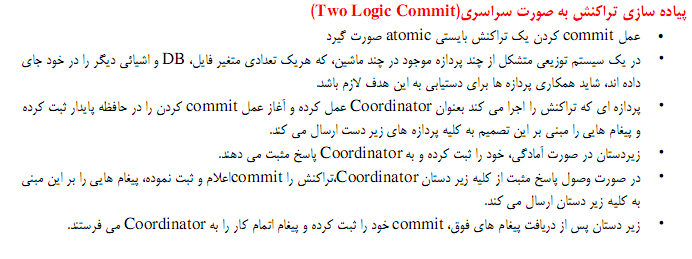 پیاده سازی تراکنش به صورت سراسری(Two Logic Commit)
• عمل commit کردن یک تراکنش بایستی atomic صورت گیرد
• در یک سیستم توزیعی متشکل از چند پردازه موجود در چند ماشین، که هریک تعدادی متغیر فایل، DB و اشیائی دیگر را در خود جای
داده اند، شاید همکاری پردازه ها برای دستیابی به این هدف لازم باشد.
• پردازه ای که تراکنش را اجرا می کند بعنوان Coordinator عمل کرده و آغاز عمل commit کردن را در حافظه پایدار ثبت کرده
و پیغام هایی را مبنی بر این تصمیم به کلیه پردازه های زیر دست ارسال می کند.
• زیردستان در صورت آمادگی، خود را ثبت کرده و به Coordinator پاسخ مثبت می دهند.
• در صورت وصول پاسخ مثبت از کلیه زیر دستان Coordinator،تراکنش را commitاعلام و ثبت نموده، پیغام هایی را بر این مبنی
به کلیه زیر دستان ارسال می کند.
• زیر دستان پس از دریافت پیغام های فوق، commit خود را ثبت کرده و پیغام اتمام کار را به Coordinator می فرستند.